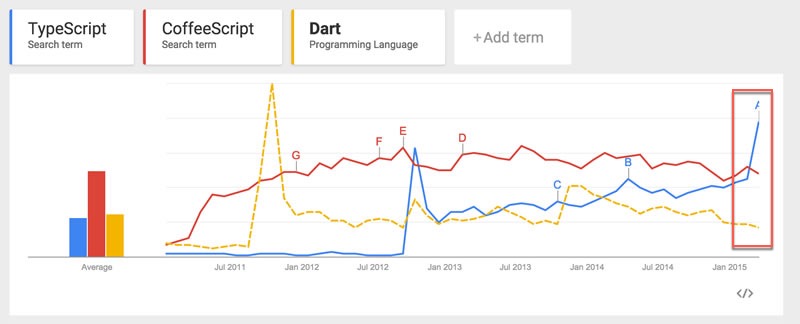 TypeScript
Search term
CoffeeScript
Search term
Dart
Programming Language
+Add term
A
G
F
E
D
B
C
Average
Jul 2011
Jan 2012
Jul 2012
Jan 2013
Jul 2013
Jan 2014
Jul 2014
Jan 2015
</>